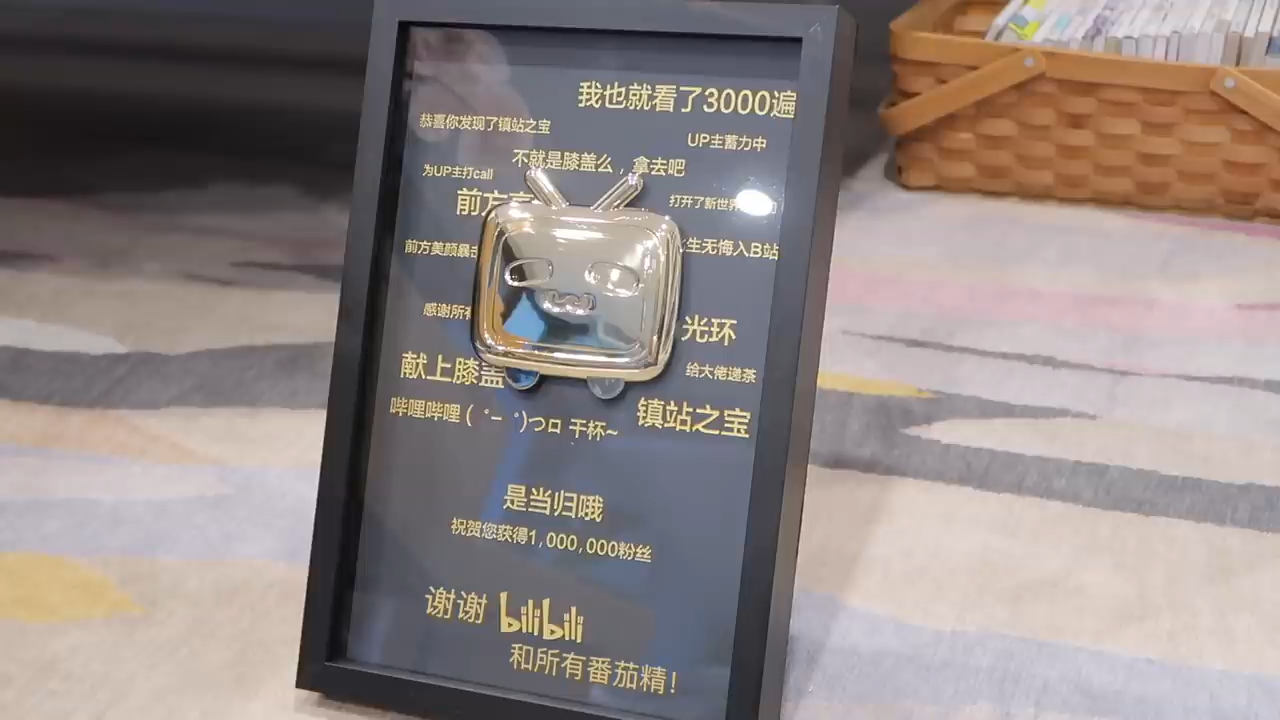 我也就看了3000遍
恭喜你发现了镇站之宝
UP主蓄力中
不就是膝盖么，拿去吧
为UP主打call
前方
打开了新世界
前方美颜暴击
生无悔入B站
感谢所有
光环
献上膝盖
给大佬递茶
哔哩哔哩 ( ゜- ゜)つロ 干杯~
镇站之宝
是当归哦
祝贺您获得1,000,000粉丝
谢谢 bilibili
和所有番茄精!